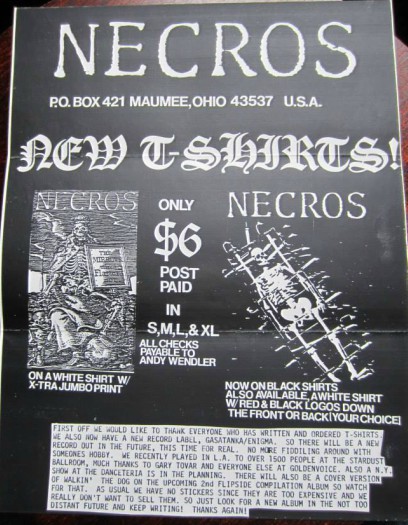 NECROS
P.O. BOX 421 MAUMEE, OHIO 43537 U.S.A.
NEW T-SHIRTS!
NECROS
ONLY
$6
POST
PAID
IN
S,M,L,& XL
ALL CHECKS
PAYABLE TO
ANDY WENDLER
ON A WHITE SHIRT W/
X-TRA JUMBO PRINT
NECROS
NOW ON BLACK SHIRTS
ALSO AVAILABLE, A WHITE SHIRT
W/ RED & BLACK LOGOS DOWN
THE FRONT OR BACK[YOUR CHOICE]
FIRST OFF WE WOULD LIKE TO THANK EVERYONE WHO HAS WRITTEN AND ORDERED T-SHIRTS.
WE ALSO NOW HAVE A NEW RECORD LABEL, GASATANKA/ENIGMA. SO THERE WILL BE A NEW
RECORD OUT IN THE FUTURE, THIS TIME FOR REAL. NO MORE FIDDLING AROUND WITH
SOMEONES HOBBY. WE RECENTLY PLAYED IN L.A. TO OVER 3500 PEOPLE AT THE STARDUST
BALLROOM, MUCH THANKS TO GARY TOVAR AND EVERYONE ELSE AT GOLDENVOICE. ALSO A N.Y.
SHOW AT THE DANCETERIA IS IN THE PLANNING. THERE WILL ALSO BE A COVER VERSION
OF WALKIN' THE DOG ON THE UPCOMING 2nd FLIPSIDE COMPILATION ALBUM SO WATCH
FOR THAT. AS USUAL WE HAVE NO STICKERS SINCE THEY ARE TOO EXPENSIVE AND WE
REALLY DON'T WANT TO SELL THEM. SO JUST LOOK FOR A NEW ALBUM IN THE NOT TOO
DISTANT FUTURE AND KEEP WRITING! THANKS AGAIN!